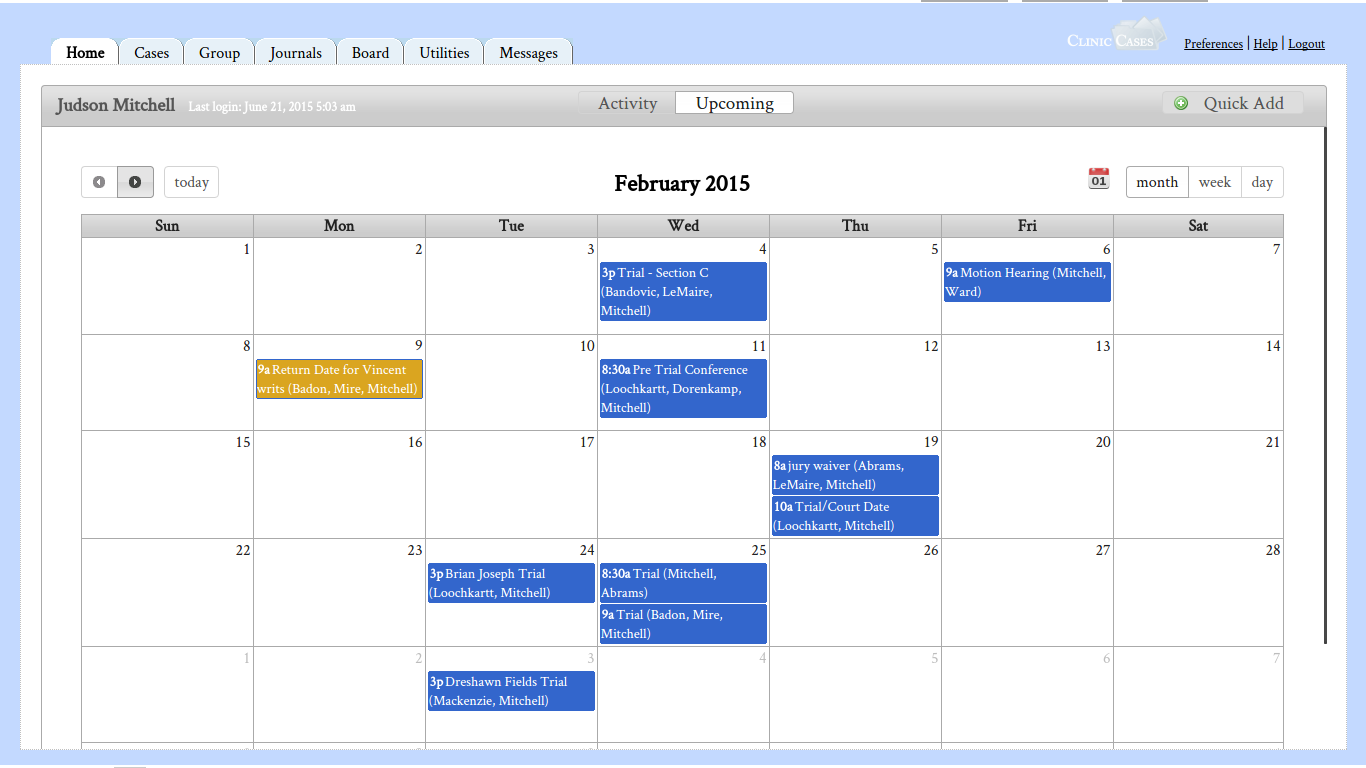 CLINIC CASES
Preferences | Help | Logout
Home Cases Group Journals Board Utilities Messages
Judson Mitchell Last login: June 21, 2015 5:03 am Activity Upcoming Quick Add
today February 2015 01 month week day
Sun Mon Tue Wed Thu Fri Sat
1 2 3 4 5 6 7
3p Trial - Section C
(Bandovic, LeMaire,
Mitchell)
9a Motion Hearing (Mitchell,
Ward)
8 9 10 11 12 13 14
9a Return Date for Vincent
writs (Badon, Mire, Mitchell)
8:30a Pre Trial Conference
(Loochkartt, Dorenkamp,
Mitchell)
15 16 17 18 19 20 21
8a jury waiver (Abrams,
LeMaire, Mitchell)
10a Trial/Court Date
(Loochkartt, Mitchell)
22 23 24 25 26 27 28
3p Brian Joseph Trial
(Loochkartt, Mitchell)
8:30a Trial (Mitchell,
Abrams)
9a Trial (Badon, Mire,
Mitchell)
1 2 3 4 5 6 7
3p Dreshawn Fields Trial
(Mackenzie, Mitchell)